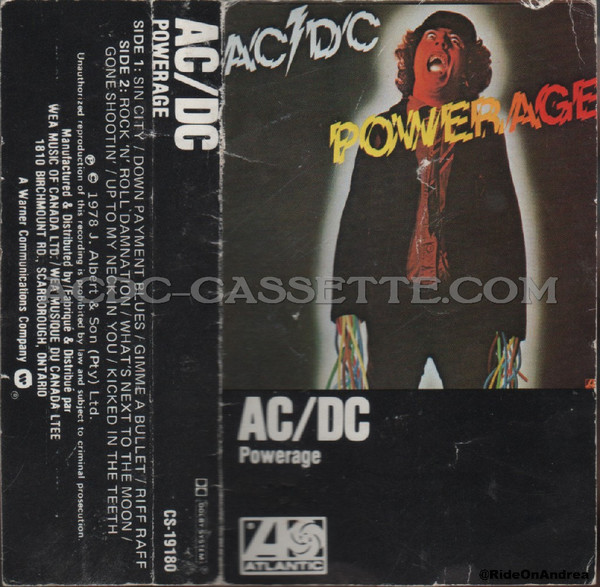 AC/DC
POWERAGE
AC/DC
Powerage
ATLANTIC
AC/DC
POWERAGE
CS-19180
DOLBY SYSTEM
SIDE 1: SIN CITY / DOWN PAYMENT BLUES / GIMME A BULLET / RIFF RAFF
SIDE 2: ROCK 'N' ROLL DAMNATION / WHAT'S NEXT TO THE MOON /
GONE SHOOTIN' / UP TO MY NECK IN YOU / KICKED IN THE TEETH
Unauthorized reproduction of this recording is prohibited by law and subject to criminal prosecution.
℗ © 1978 J. Albert & Son (Pty) Ltd.
Manufactured & Distributed by/Fabriqué & Distribué par
WEA MUSIC OF CANADA LTD./WEA MUSIQUE DU CANADA LTEE
1810 BIRCHMOUNT RD., SCARBOROUGH, ONTARIO
A Warner Communications Company
ACDC-CASSETTE.COM
@RideOnAndrea